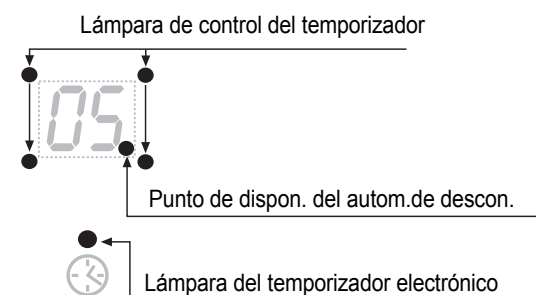 Lámpara de control del temporizador
05.
Punto de dispon. del autom.de descon.
Lámpara del temporizador electrónico